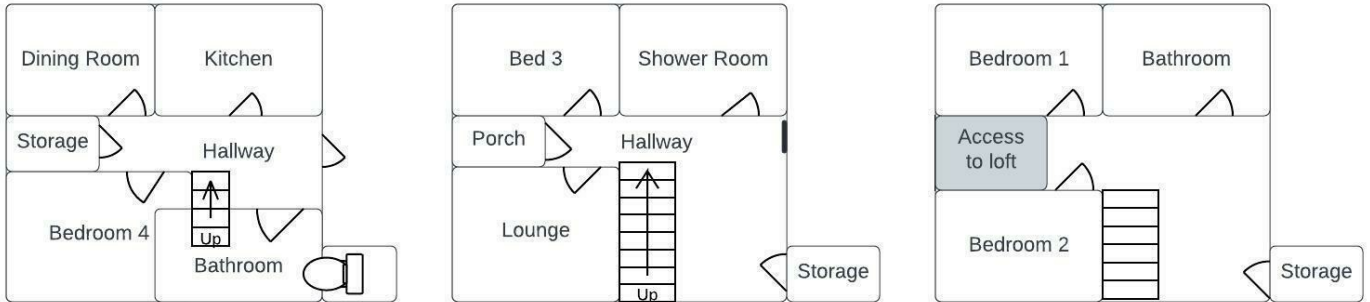 Dining Room
Kitchen
Storage
Hallway
Bedroom 4
Up
Bathroom
Bed 3
Shower Room
Porch
Hallway
Lounge
Up
Storage
Bedroom 1
Bathroom
Access
to loft
Bedroom 2
Storage